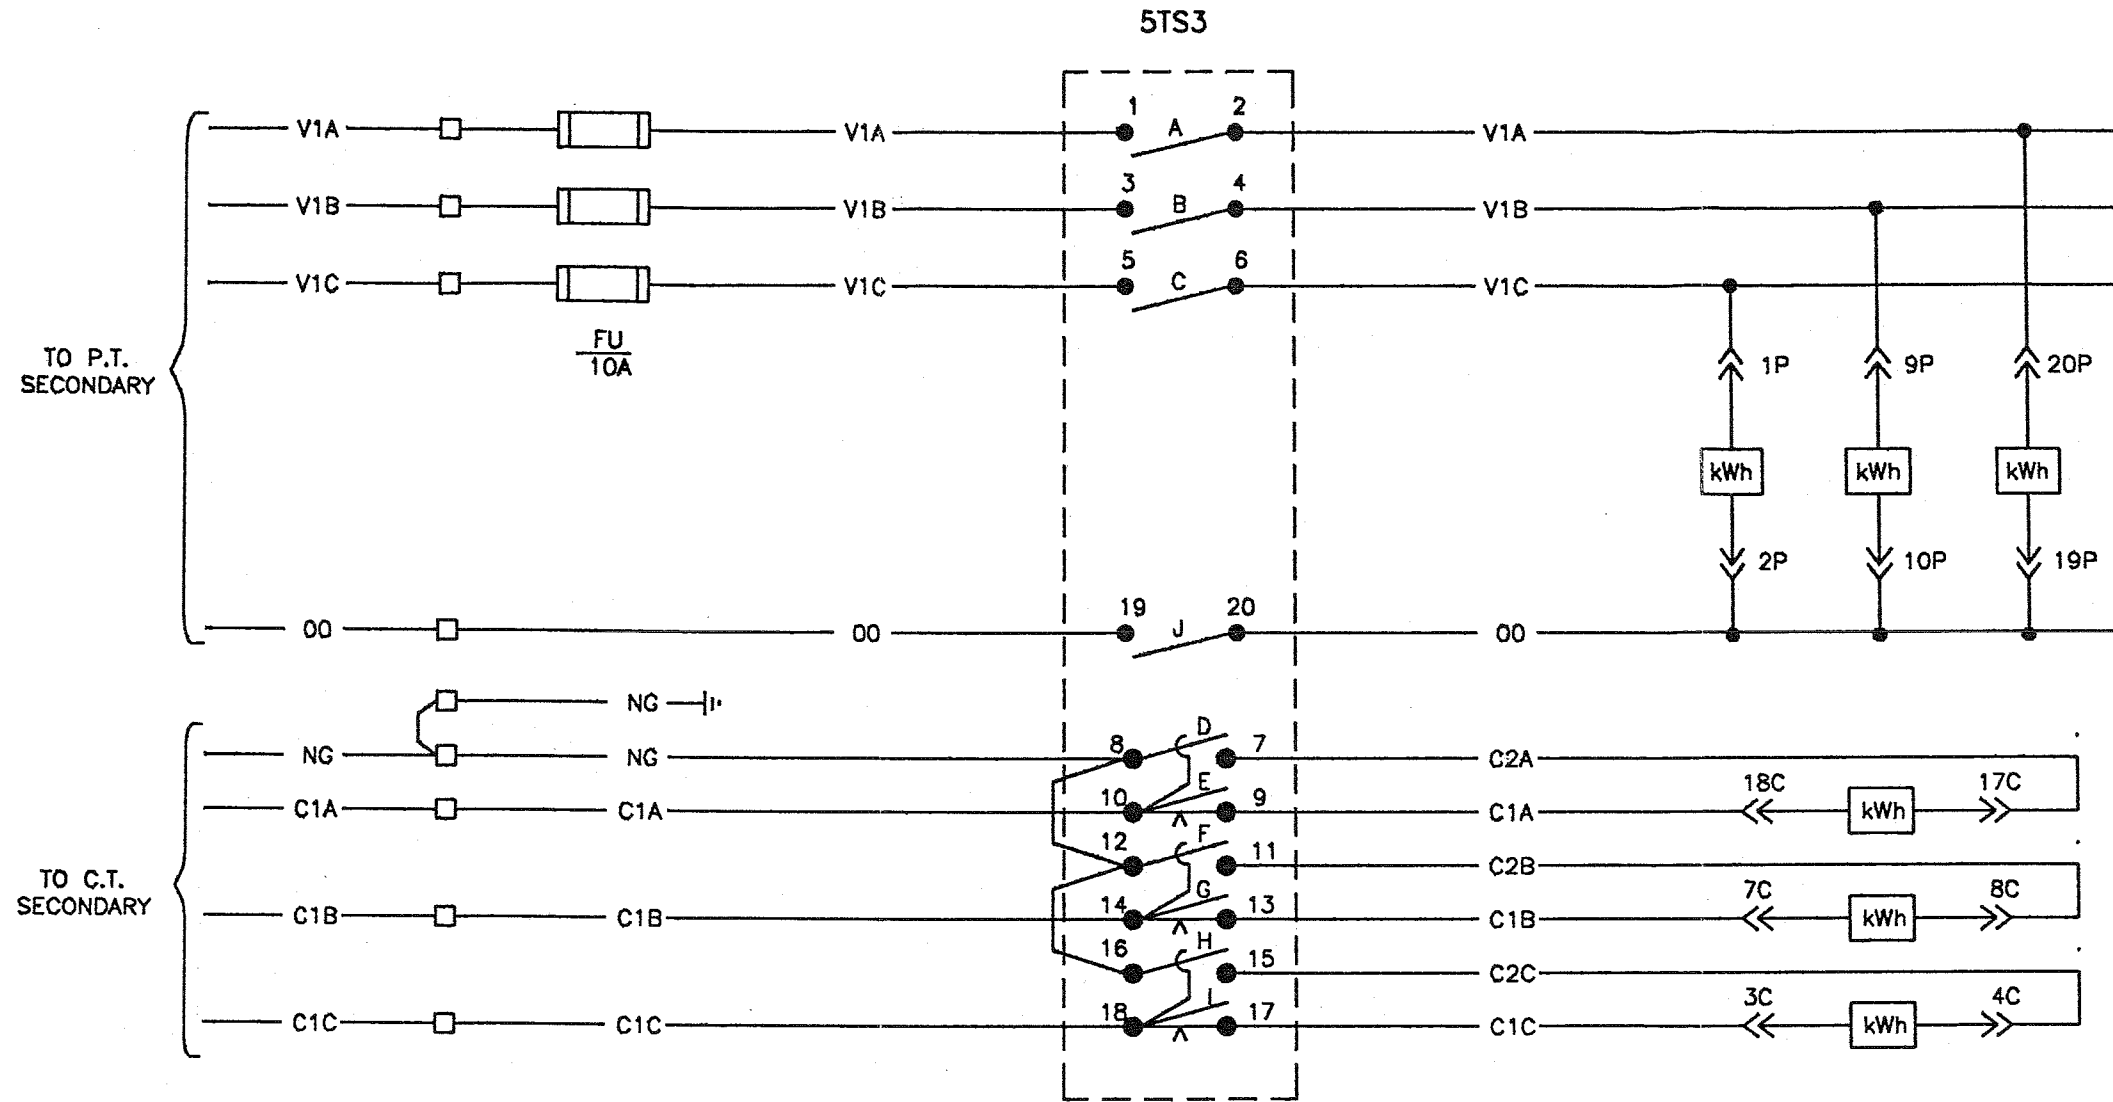 5TS3
1 2
V1A V1A A V1A
3 4
V1B V1B B V1B
5 6
V1C V1C C V1C
FU
10A
TO P.T.
SECONDARY
1P 9P 20P
kWh kWh kWh
2P 10P 19P
19 20
00 00 J 00
NG
D
NG NG 8 7 C2A
18C 17C
E
C1A C1A 10 9 C1A kWh
F
12 11 C2B
TO C.T.
SECONDARY
7C 8C
G
C1B C1B 14 13 C1B kWh
H
16 15 C2C
3C 4C
I
C1C C1C 18 17 C1C kWh